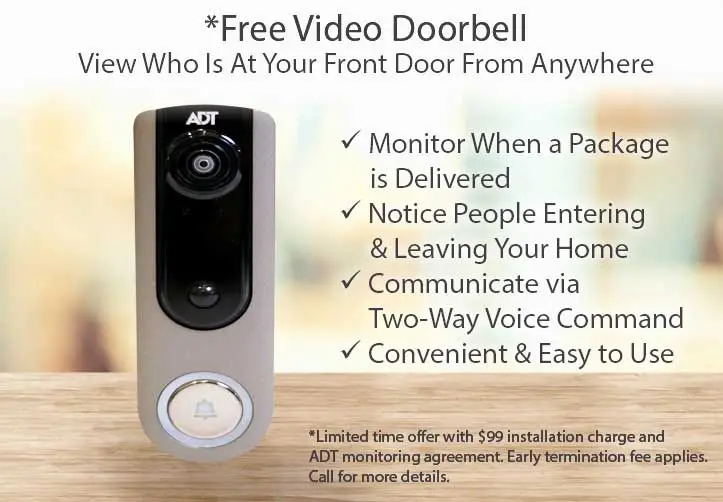 *Free Video Doorbell
View Who Is At Your Front Door From Anywhere
ADT
✓ Monitor When a Package
is Delivered
✓ Notice People Entering
& Leaving Your Home
✓ Communicate via
Two-Way Voice Command
✓ Convenient & Easy to Use
*Limited time offer with $99 installation charge and
ADT monitoring agreement. Early termination fee applies.
Call for more details.